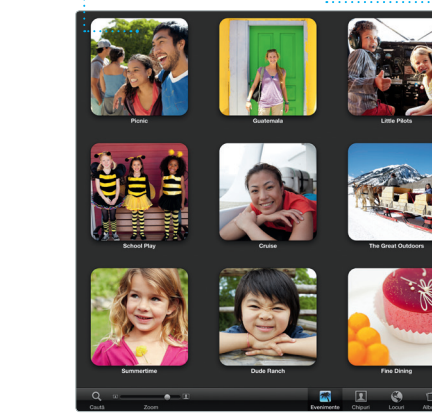 Picnic
Guatemala
Little Pilots
School Play
Cruise
The Great Outdoors
Summertime
Dude Ranch
Fine Dining
Caută
Zoom
Evenimente
Chipuri
Locuri